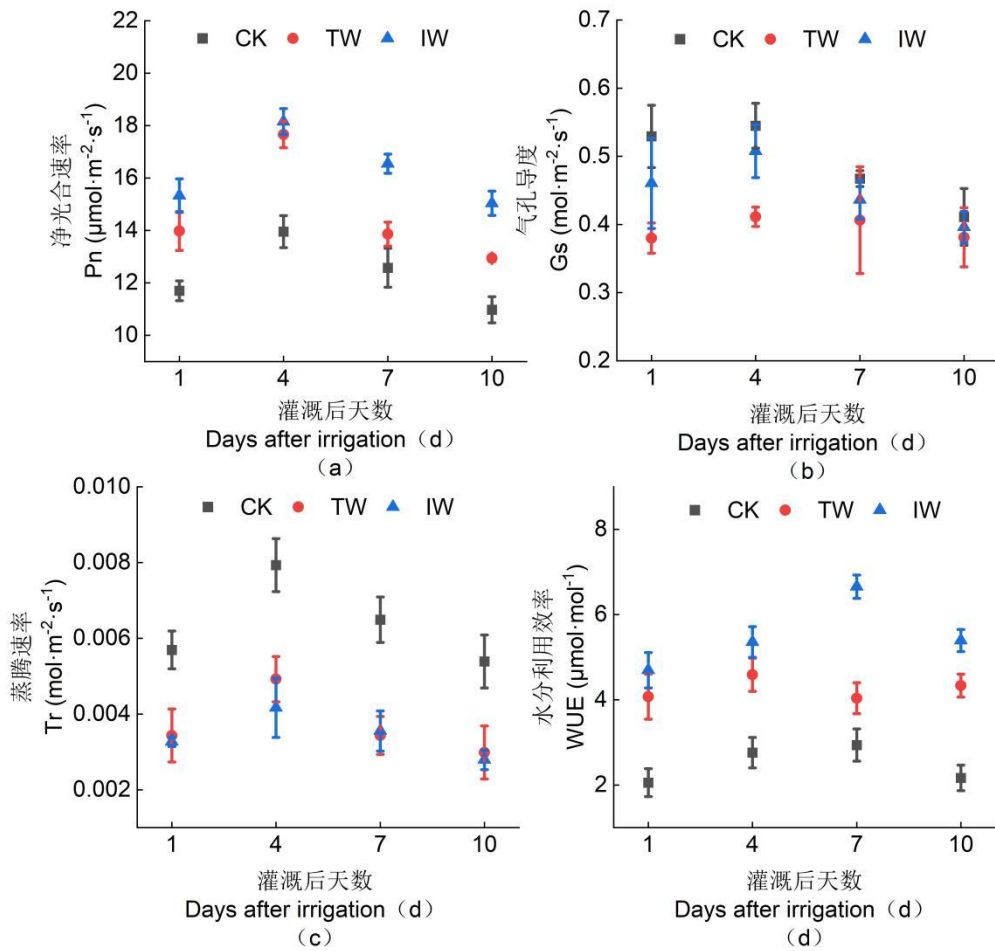 净光合速率
Pn (μmol·m⁻²·s⁻¹)
22
20
18
16
14
12
10
CK TW IW
1 4 7 10
灌溉后天数
Days after irrigation（d）
（a）
气孔导度
Gs (mol·m⁻²·s⁻¹)
0.7
0.6
0.5
0.4
0.3
0.2
CK TW IW
1 4 7 10
灌溉后天数
Days after irrigation（d）
（b）
蒸腾速率
Tr (mol·m⁻²·s⁻¹)
0.010
0.008
0.006
0.004
0.002
CK TW IW
1 4 7 10
灌溉后天数
Days after irrigation（d）
（c）
水分利用效率
WUE (μmol·mol⁻¹)
8
6
4
2
CK TW IW
1 4 7 10
灌溉后天数
Days after irrigation（d）
（d）